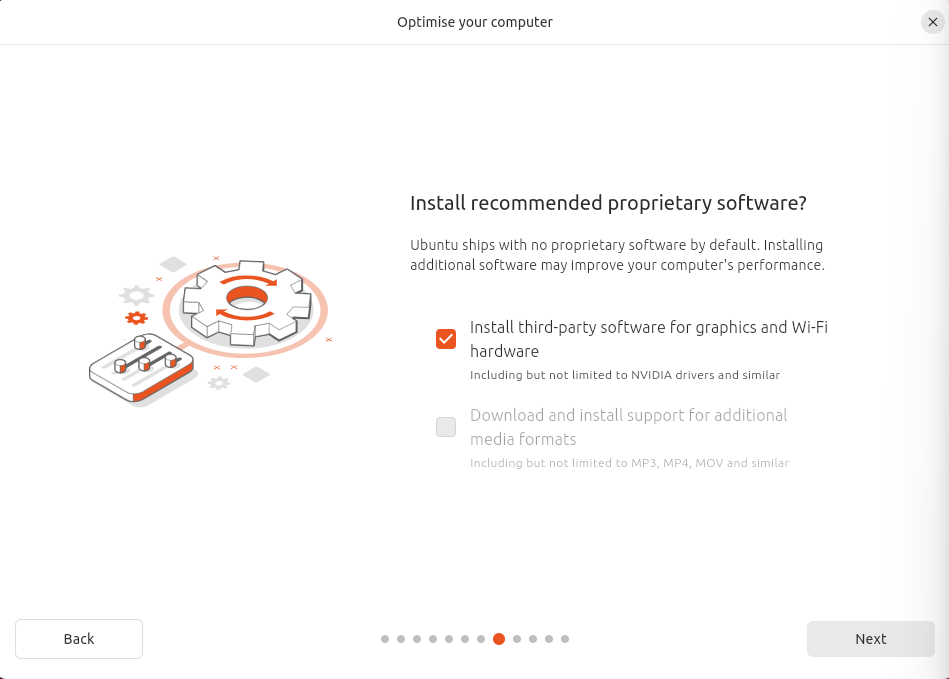 Optimise your computer
Install recommended proprietary software?
Ubuntu ships with no proprietary software by default. Installing
additional software may improve your computer's performance.
Install third-party software for graphics and Wi-Fi
hardware
Including but not limited to NVIDIA drivers and similar
Download and install support for additional
media formats
Including but not limited to MP3, MP4, MOV and similar
Back
Next